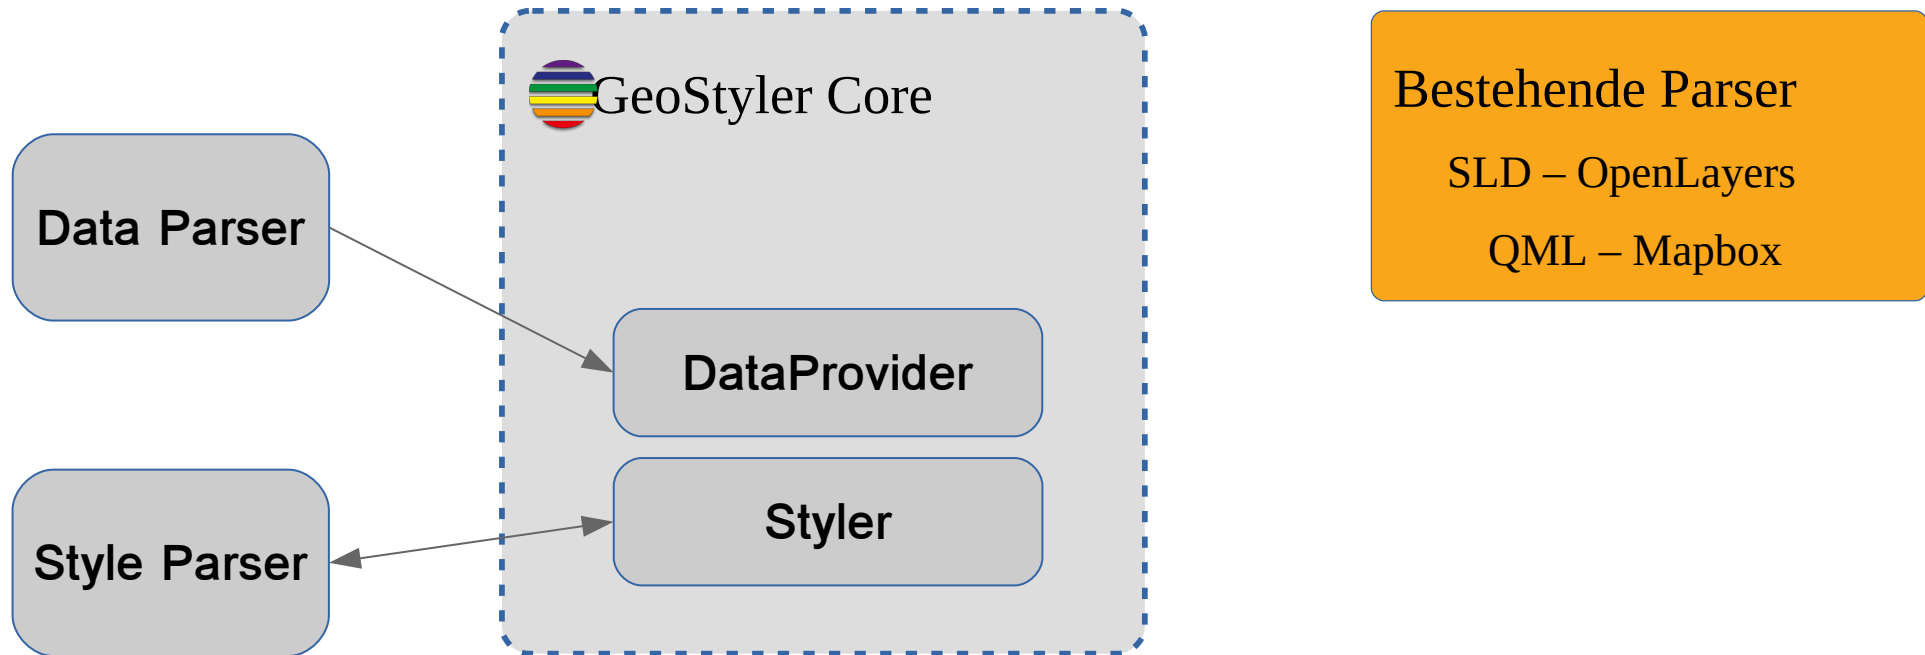 GeoStyler Core
Data Parser
DataProvider
Styler
Style Parser
Bestehende Parser
SLD – OpenLayers
QML – Mapbox